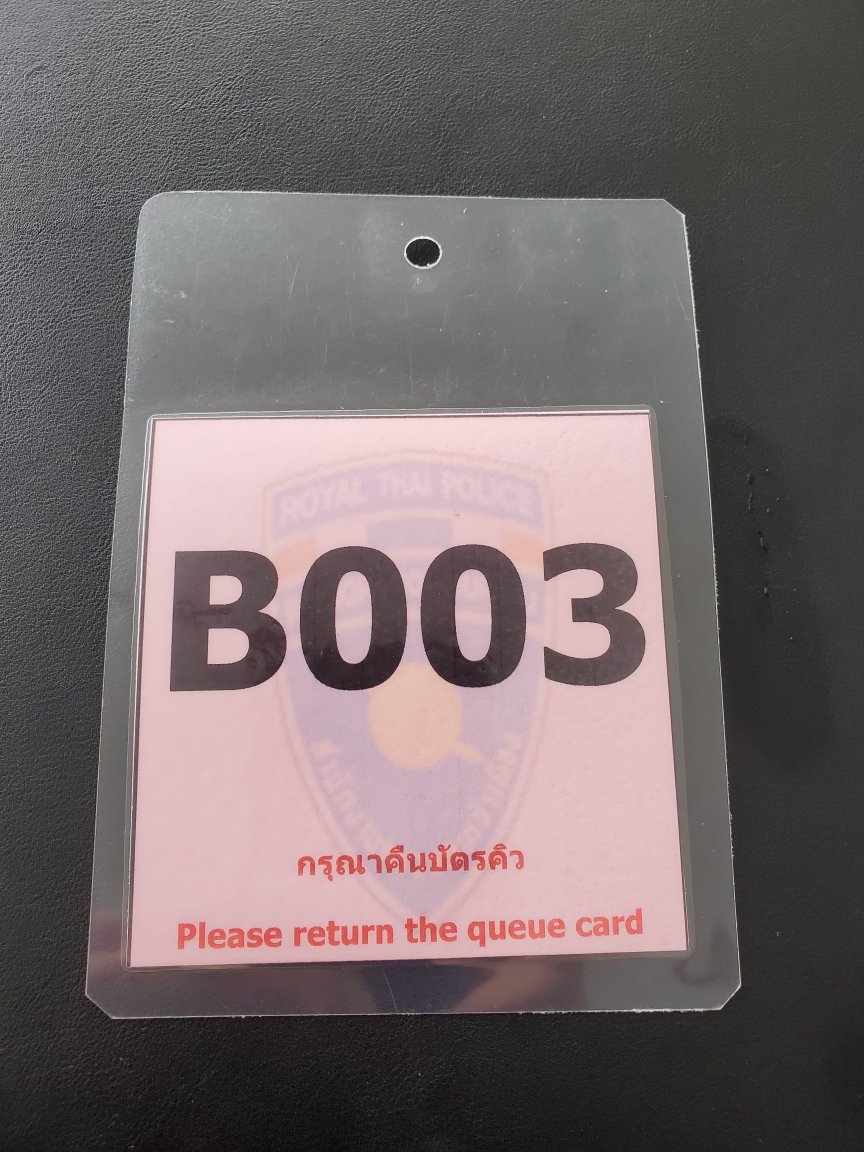 ROYAL THAI POLICE
B003
กรุณาคืนบัตรคิว
Please return the queue card